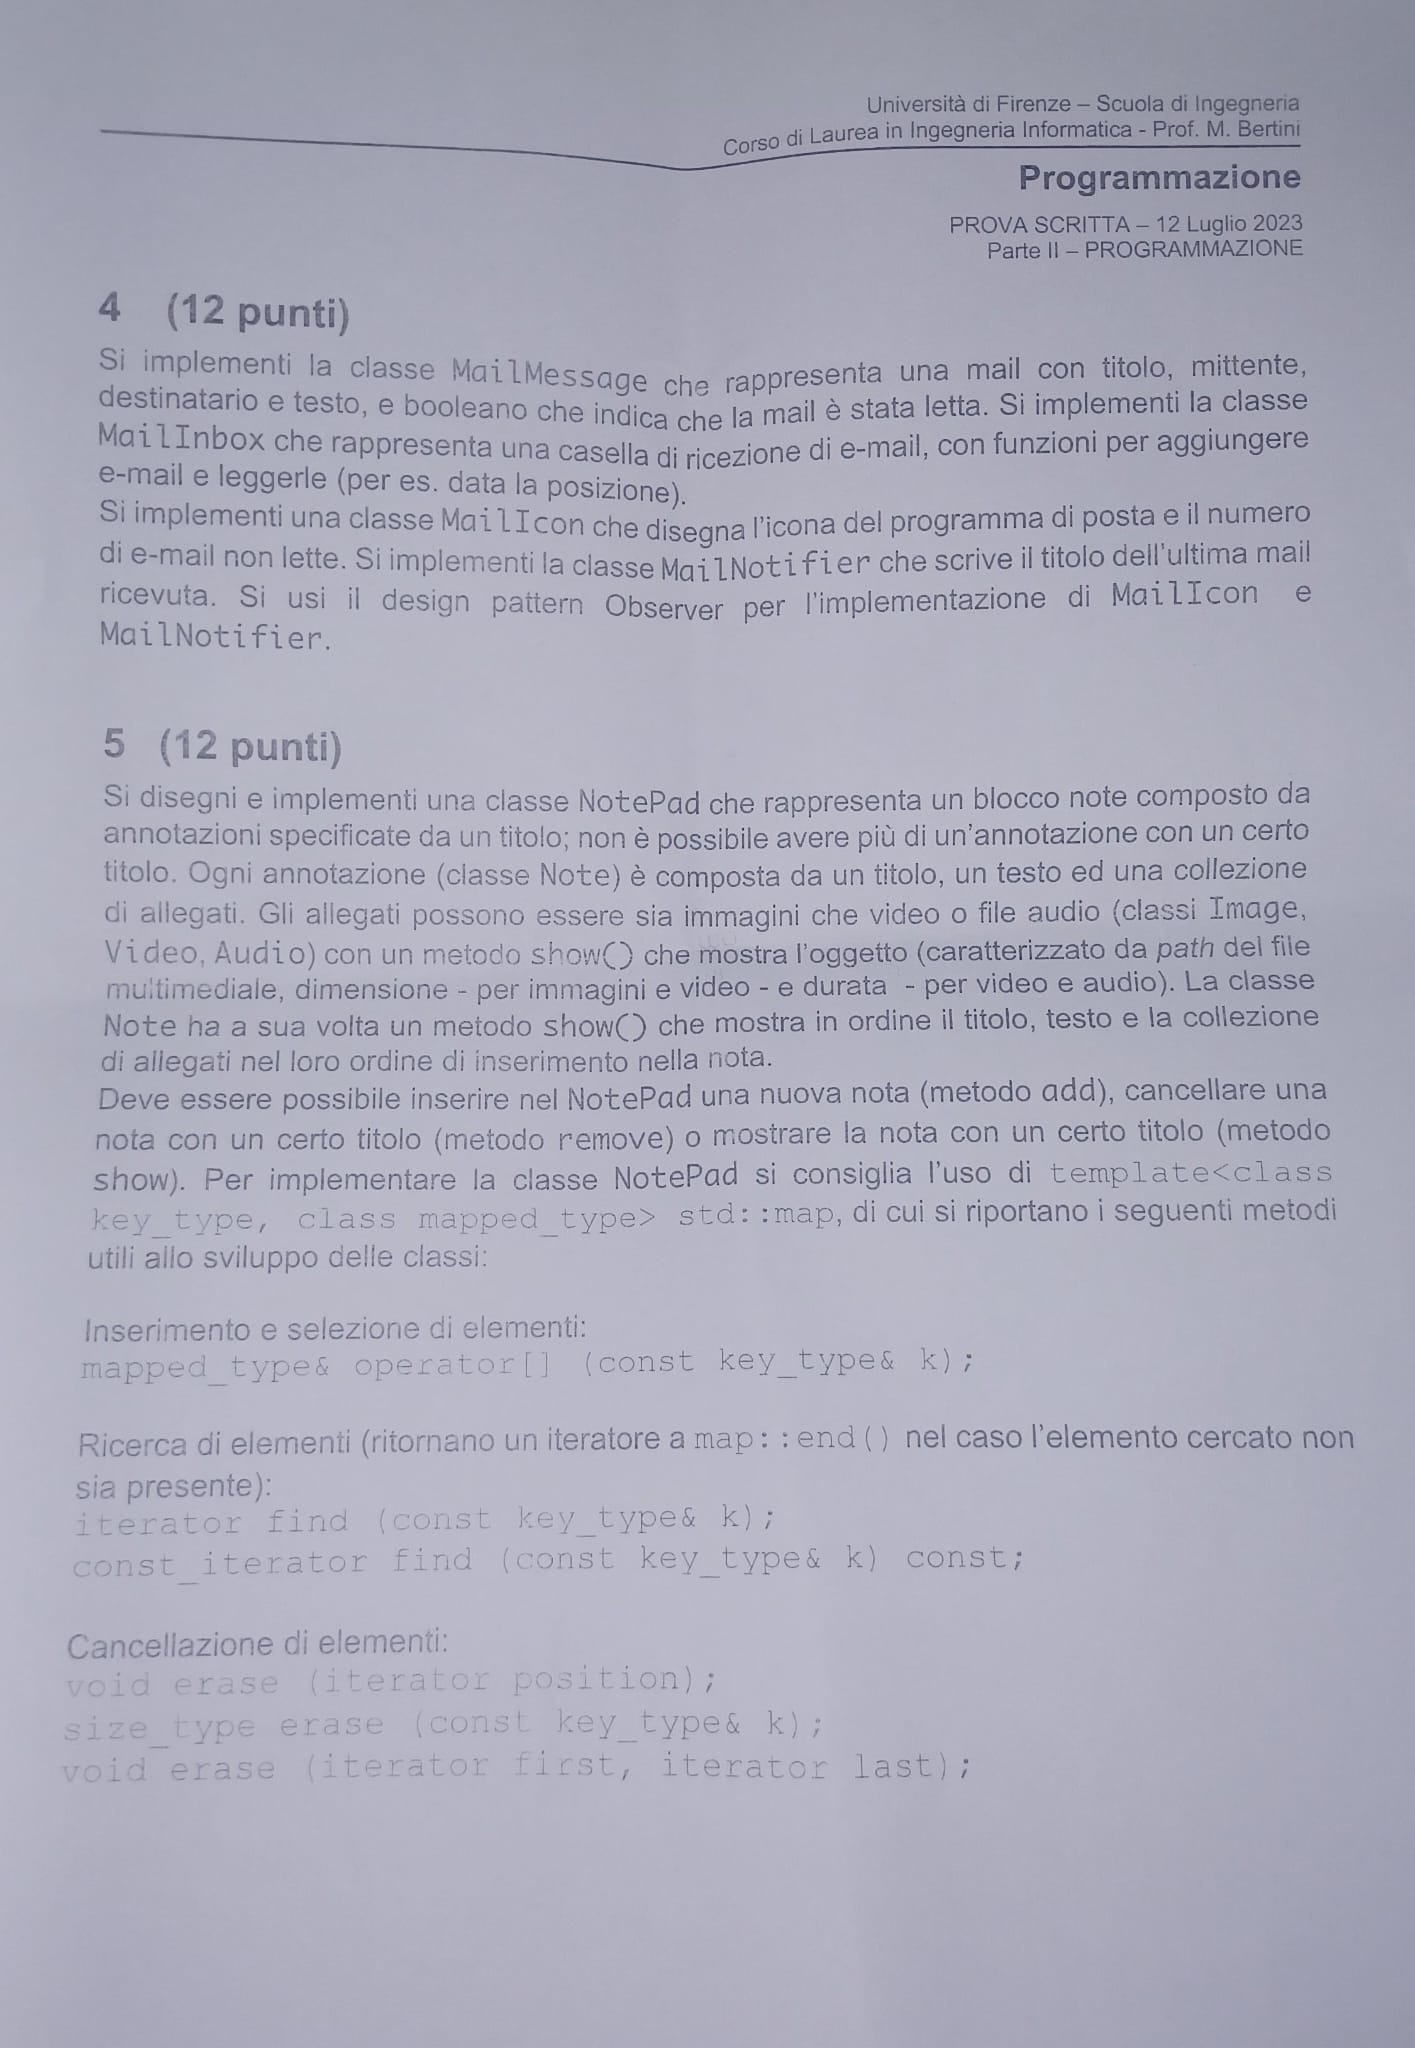 Università di Firenze – Scuola di Ingegneria
Corso di Laurea in Ingegneria Informatica - Prof. M. Bertini
Programmazione
PROVA SCRITTA – 12 Luglio 2023
Parte II – PROGRAMMAZIONE
4 (12 punti)
Si implementi la classe MailMessage che rappresenta una mail con titolo, mittente,
destinatario e testo, e booleano che indica che la mail è stata letta. Si implementi la classe
MailInbox che rappresenta una casella di ricezione di e-mail, con funzioni per aggiungere
e-mail e leggerle (per es. data la posizione).
Si implementi una classe MailIcon che disegna l'icona del programma di posta e il numero
di e-mail non lette. Si implementi la classe MailNotifier che scrive il titolo dell'ultima mail
ricevuta. Si usi il design pattern Observer per l'implementazione di MailIcon e
MailNotifier.
5 (12 punti)
Si disegni e implementi una classe NotePad che rappresenta un blocco note composto da
annotazioni specificate da un titolo; non è possibile avere più di un'annotazione con un certo
titolo. Ogni annotazione (classe Note) è composta da un titolo, un testo ed una collezione
di allegati. Gli allegati possono essere sia immagini che video o file audio (classi Image,
Video, Audio) con un metodo show() che mostra l'oggetto (caratterizzato da path del file
multimediale, dimensione - per immagini e video - e durata - per video e audio). La classe
Note ha a sua volta un metodo show() che mostra in ordine il titolo, testo e la collezione
di allegati nel loro ordine di inserimento nella nota.
Deve essere possibile inserire nel NotePad una nuova nota (metodo add), cancellare una
nota con un certo titolo (metodo remove) o mostrare la nota con un certo titolo (metodo
show). Per implementare la classe NotePad si consiglia l'uso di template<class
key_type, class mapped_type> std::map, di cui si riportano i seguenti metodi
utili allo sviluppo delle classi:
Inserimento e selezione di elementi:
mapped_type& operator[] (const key_type& k);
Ricerca di elementi (ritornano un iteratore a map::end() nel caso l'elemento cercato non
sia presente):
iterator find (const key_type& k);
const_iterator find (const key_type& k) const;
Cancellazione di elementi:
void erase (iterator position);
size_type erase (const key_type& k);
void erase (iterator first, iterator last);